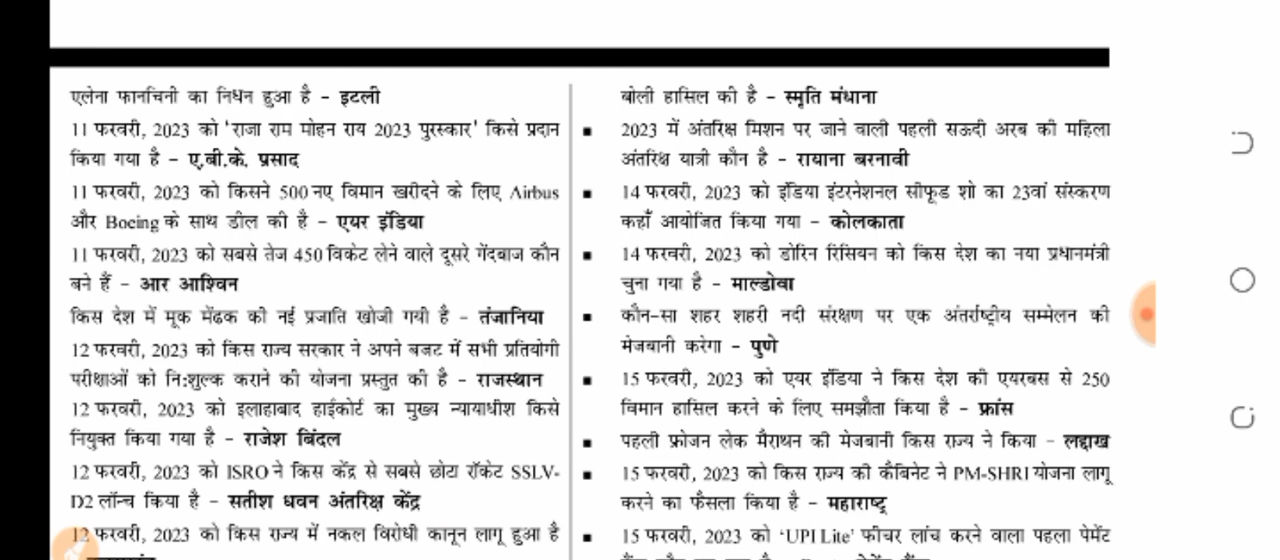 एलेना फानचिनी का निधन हुआ है - इटली
11 फरवरी, 2023 को 'राजा राम मोहन राय 2023 पुरस्कार' किसे प्रदान
किया गया है - ए.बी.के. प्रसाद
11 फरवरी, 2023 को किसने 500 नए विमान खरीदने के लिए Airbus
और Boeing के साथ डील की है - एयर इंडिया
11 फरवरी, 2023 को सबसे तेज 450 विकेट लेने वाले दूसरे गेंदबाज कौन
बने हैं - आर आश्विन
किस देश में मूक मेंढक की नई प्रजाति खोजी गयी है - तंजानिया
12 फरवरी, 2023 को किस राज्य सरकार ने अपने बजट में सभी प्रतियोगी
परीक्षाओं को नि:शुल्क कराने की योजना प्रस्तुत की है - राजस्थान
12 फरवरी, 2023 को इलाहाबाद हाईकोर्ट का मुख्य न्यायाधीश किसे
नियुक्त किया गया है - राजेश बिंदल
12 फरवरी, 2023 को ISRO ने किस केंद्र से सबसे छोटा रॉकेट SSLV-
D2 लॉन्च किया है - सतीश धवन अंतरिक्ष केंद्र
12 फरवरी, 2023 को किस राज्य में नकल विरोधी कानून लागू हुआ है
बोली हासिल की है - स्मृति मंधाना
2023 में अंतरिक्ष मिशन पर जाने वाली पहली सऊदी अरब की महिला
अंतरिक्ष यात्री कौन है - रायाना बरनावी
14 फरवरी, 2023 को इंडिया इंटरनेशनल सीफूड शो का 23वां संस्करण
कहाँ आयोजित किया गया - कोलकाता
14 फरवरी, 2023 को डोरिन रिसियन को किस देश का नया प्रधानमंत्री
चुना गया है - माल्डोवा
कौन-सा शहर शहरी नदी संरक्षण पर एक अंतर्राष्ट्रीय सम्मेलन की
मेजबानी करेगा - पुणे
15 फरवरी, 2023 को एयर इंडिया ने किस देश की एयरबस से 250
विमान हासिल करने के लिए समझौता किया है - फ्रांस
पहली फ्रोजन लेक मैराथन की मेजबानी किस राज्य ने किया - लद्दाख
15 फरवरी, 2023 को किस राज्य की कैबिनेट ने PM-SHRI योजना लागू
करने का फैसला किया है - महाराष्ट्र
15 फरवरी, 2023 को 'UPI Lite' फीचर लांच करने वाला पहला पेमेंट